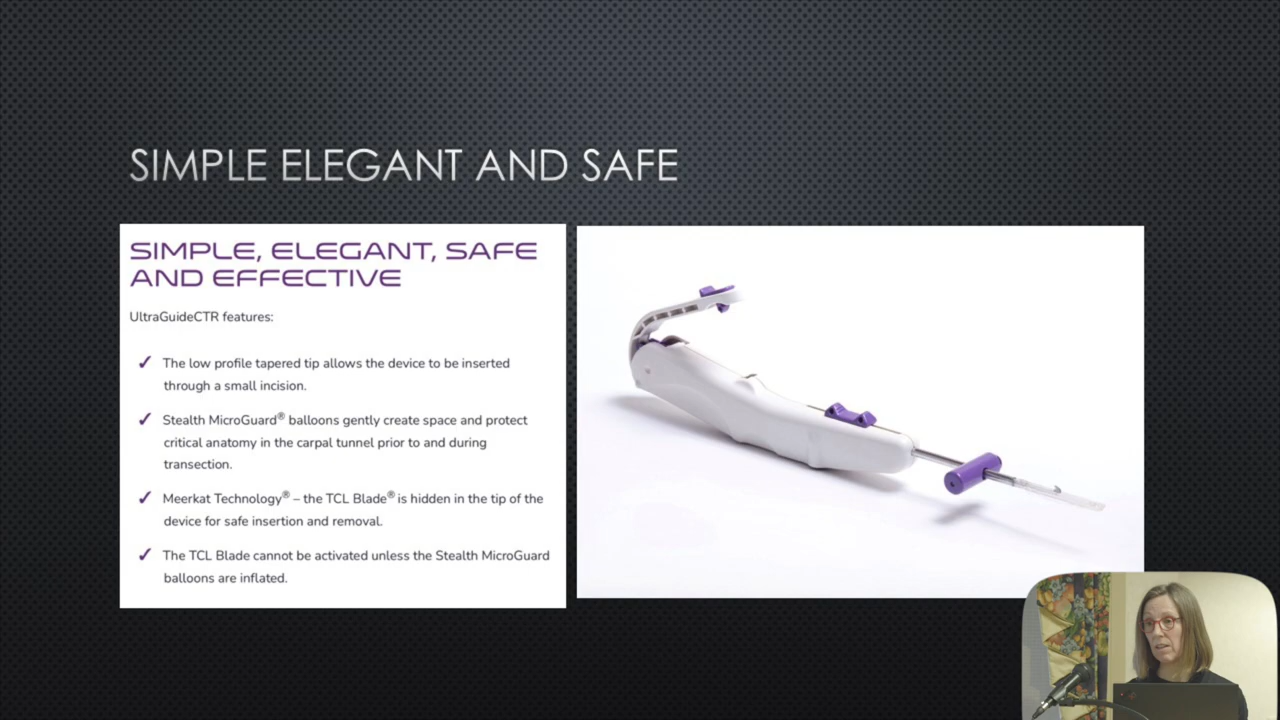 SIMPLE ELEGANT AND SAFE
SIMPLE, ELEGANT, SAFE
AND EFFECTIVE
UltraGuideCTR features:
✓ The low profile tapered tip allows the device to be inserted
through a small incision.
✓ Stealth MicroGuard® balloons gently create space and protect
critical anatomy in the carpal tunnel prior to and during
transection.
✓ Meerkat Technology® – the TCL Blade® is hidden in the tip of the
device for safe insertion and removal.
✓ The TCL Blade cannot be activated unless the Stealth MicroGuard
balloons are inflated.